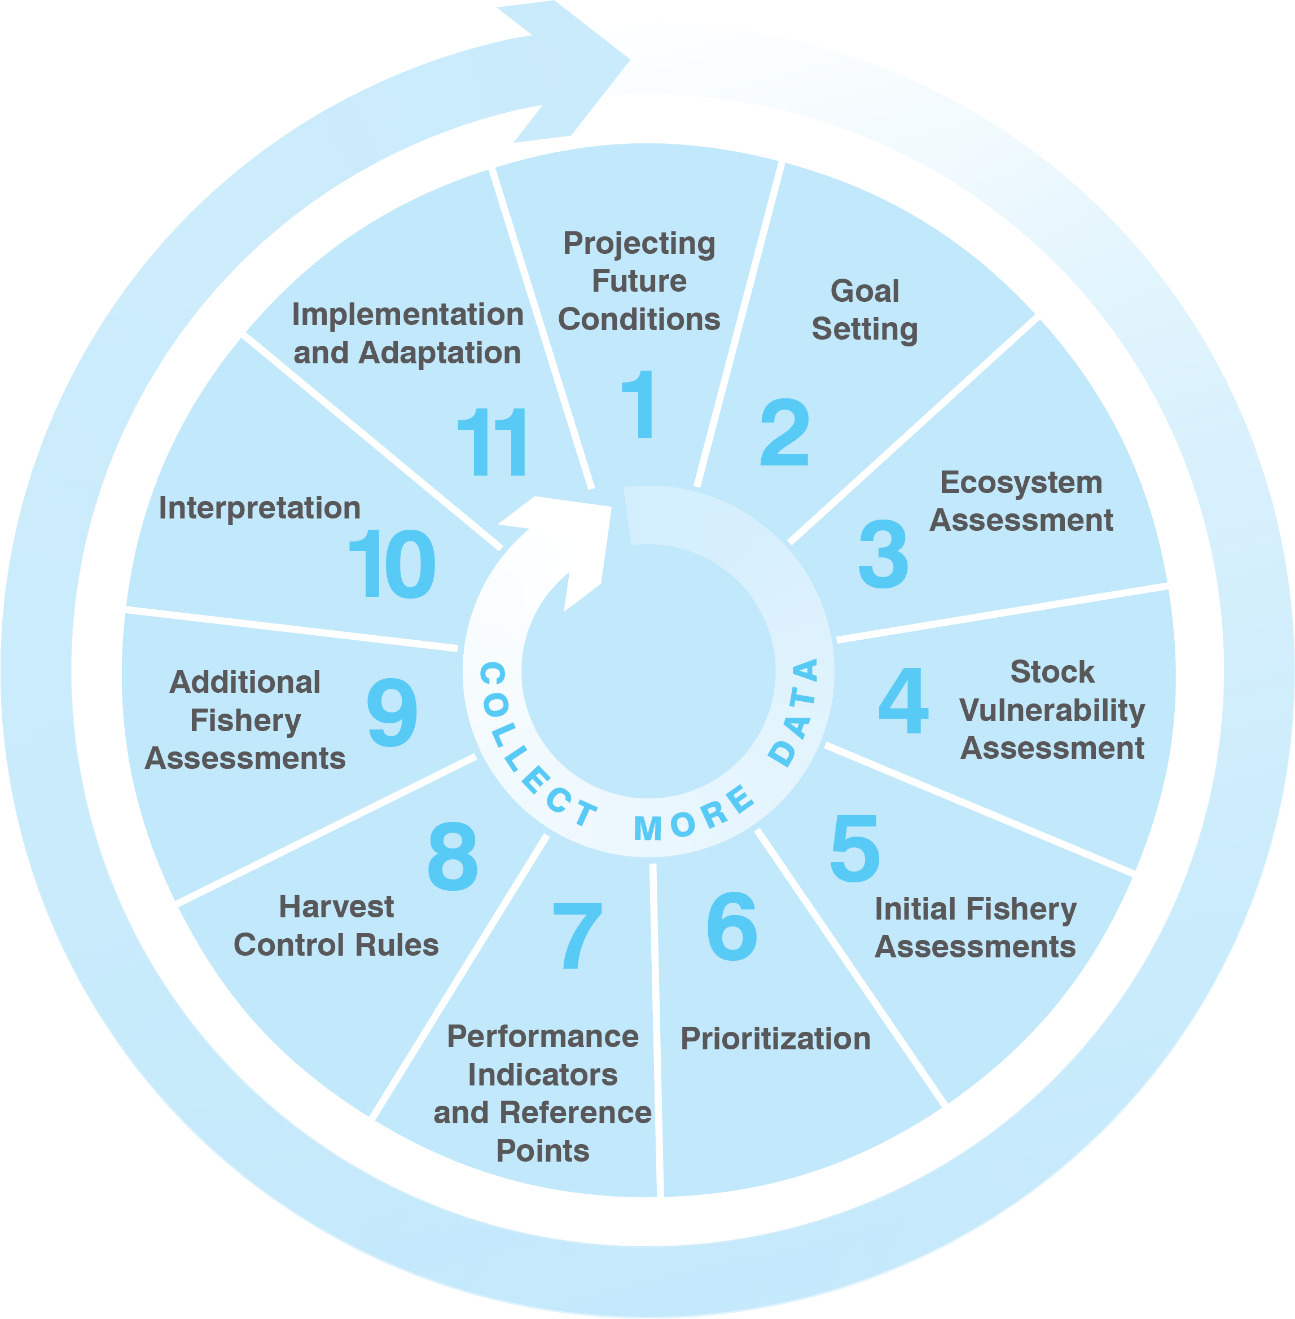 Projecting
Future
Conditions
1
Goal
Setting
2
Ecosystem
Assessment
3
Stock
Vulnerability
Assessment
4
5
Initial Fishery
Assessments
6
Prioritization
7
Performance
Indicators
and Reference
Points
8
Harvest
Control Rules
Additional
Fishery
Assessments
9
Interpretation
10
Implementation
and Adaptation
11
COLLECT MORE DATA